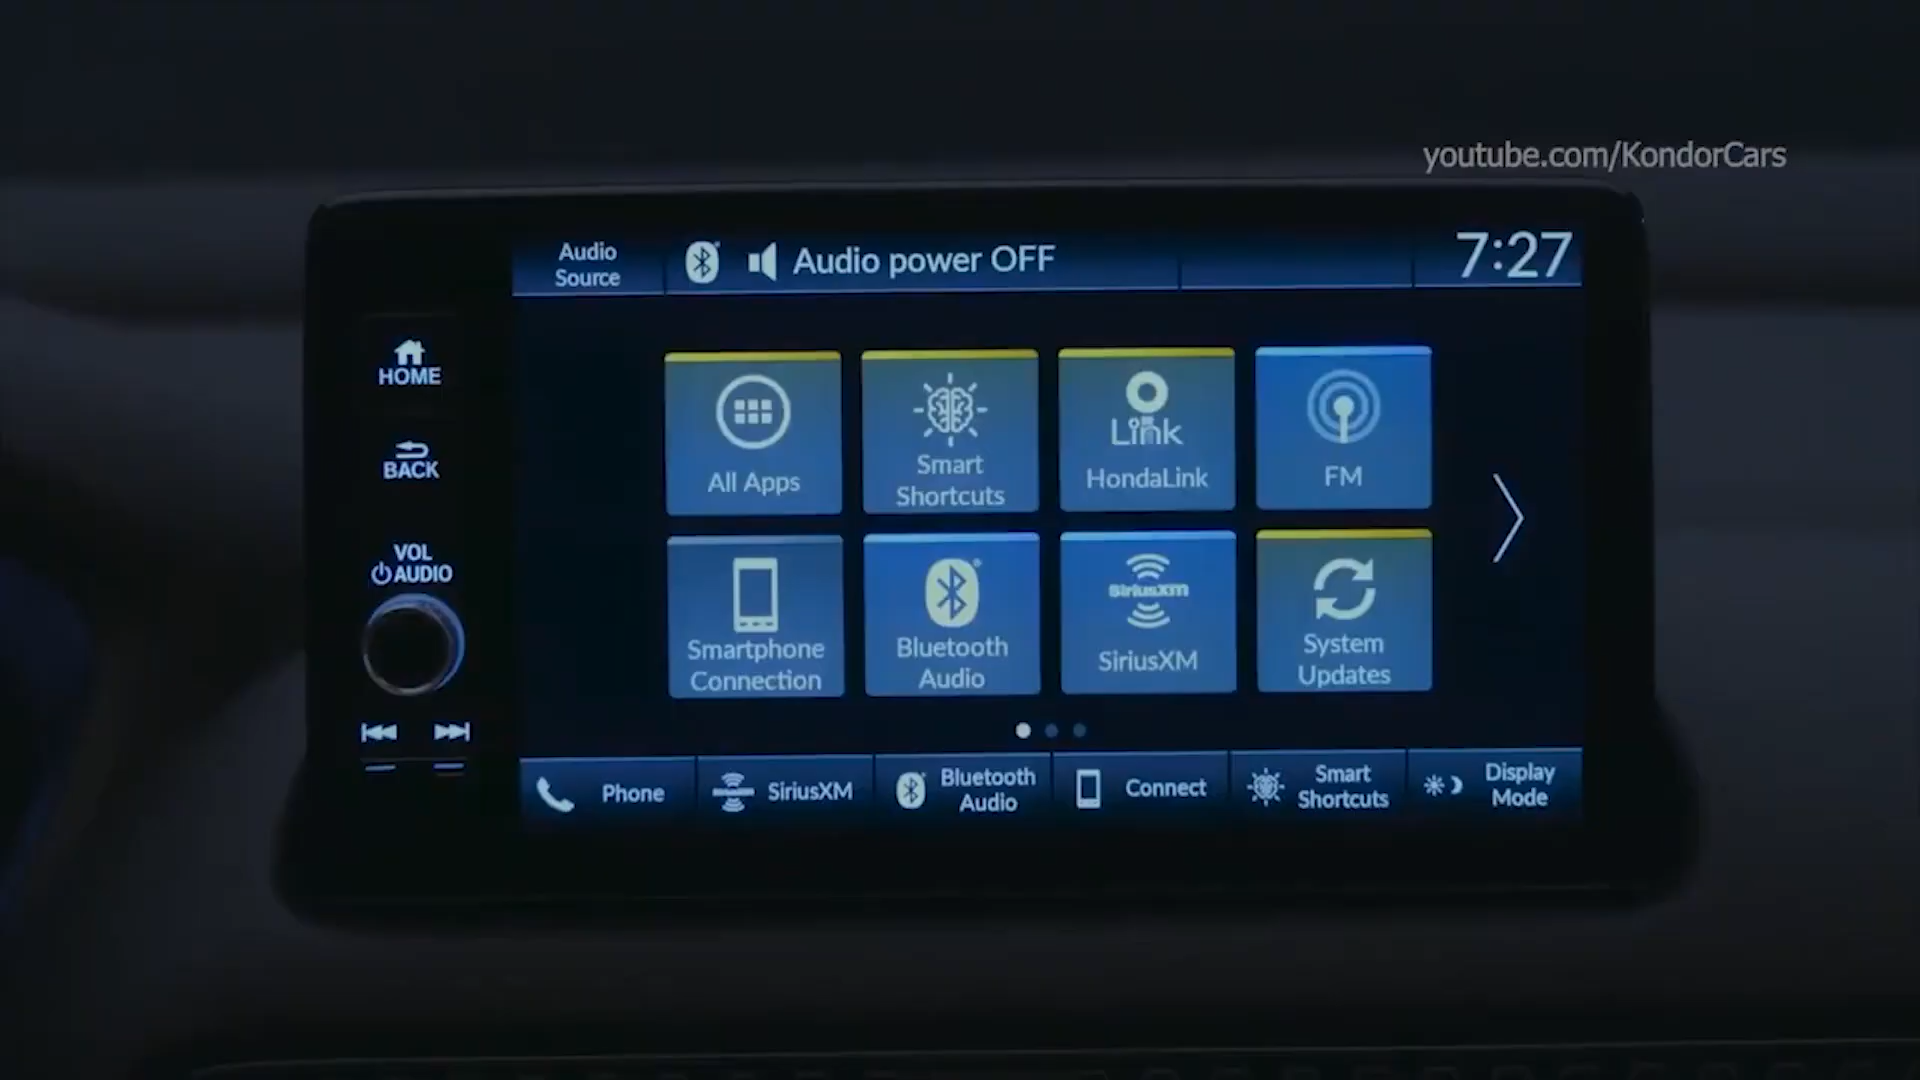 youtube.com/KondorCars
Audio
Source
Audio power OFF
7:27
HOME
BACK
VOL
AUDIO
All Apps
Smart
Shortcuts
Link
HondaLink
FM
Smartphone
Connection
Bluetooth
Audio
SiriusXM
SiriusXM
System
Updates
Phone
SiriusXM
Bluetooth
Audio
Connect
Smart
Shortcuts
Display
Mode